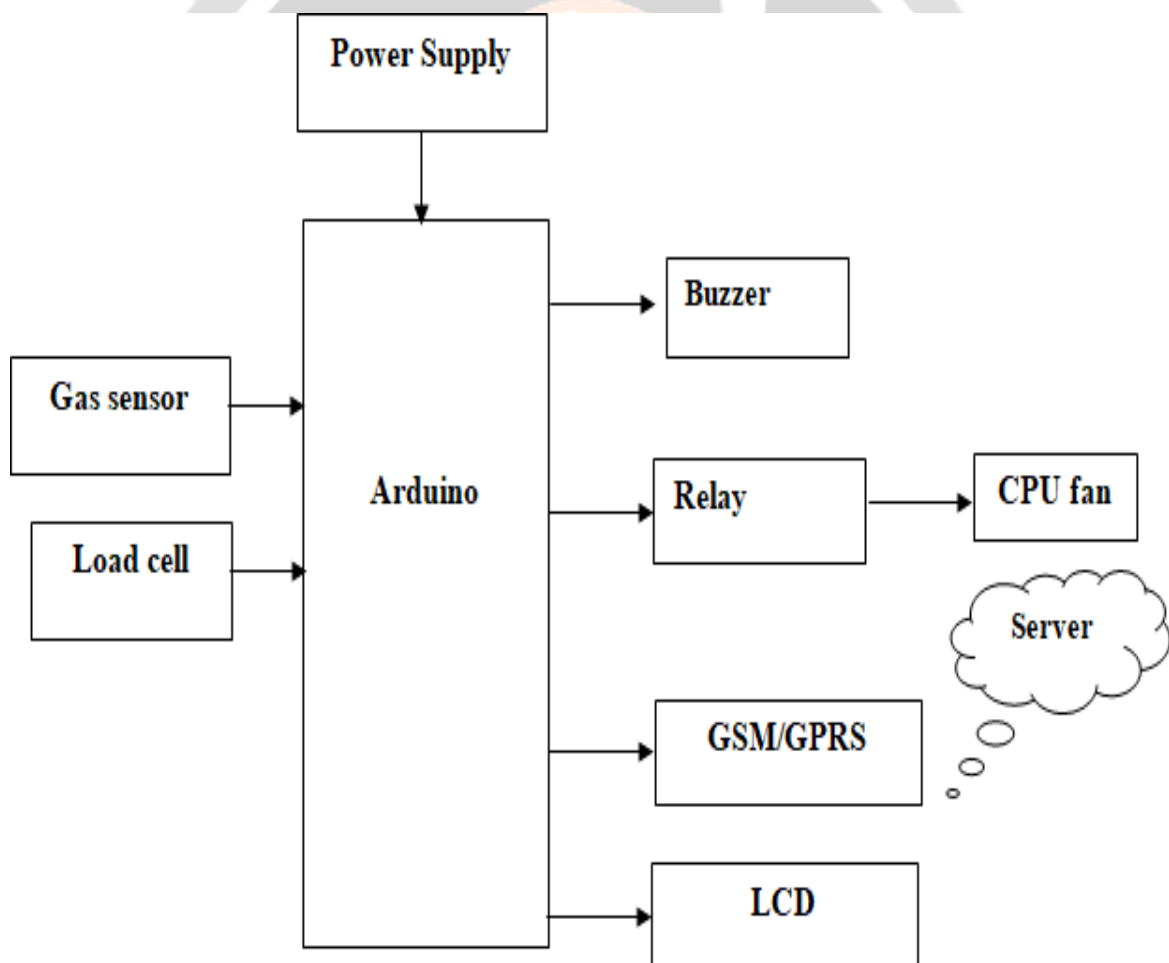 Power Supply
Buzzer
Gas sensor
Arduino
Relay
CPU fan
Load cell
Server
GSM/GPRS
LCD